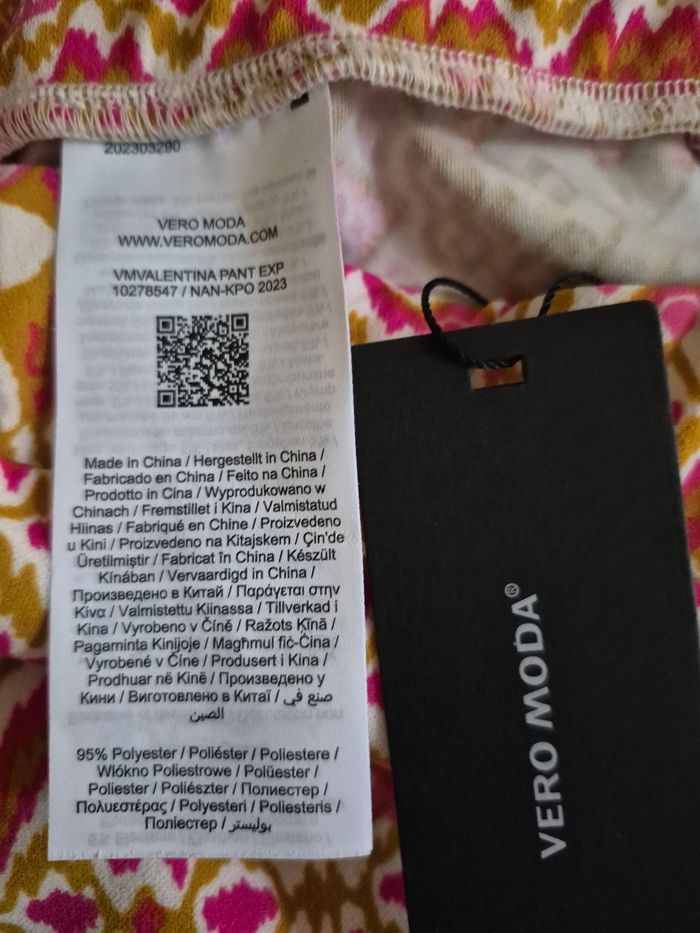 202303290
VERO MODA
WWW.VEROMODA.COM
VMVALENTINA PANT EXP
10278547 / NAN-KPO 2023
Made in China / Hergestellt in China /
Fabricado en China / Feito na China /
Prodotto in Cina / Wyprodukowano w
Chinach / Fremstillet i Kina / Valmistatud
Hiinas / Fabriqué en Chine / Proizvedeno
u Kini / Proizvedeno na Kitajskem / Çin'de
Üretilmiştir / Fabricat în China / Készült
Kínában / Vervaardigd in China /
Произведено в Китай / Παράγεται στην
Κίνα / Valmistettu Kiinassa / Tillverkad i
Kina / Vyrobeno v Číně / Ražots Ķīnā /
Pagaminta Kinijoje / Magħmul fiċ-Ċina /
Vyrobené v Číne / Produsert i Kina /
Prodhuar në Kinë / Произведено у
Кини / Виготовлено в Китаї / صنع في
الصين
95% Polyester / Poliéster / Poliestere /
Włókno Poliestrowe / Polüester /
Poliester / Poliészter / Полиестер /
Πολυεστέρας / Polyesteri / Poliesteris /
Поліестер / بوليستر
VERO MODA®